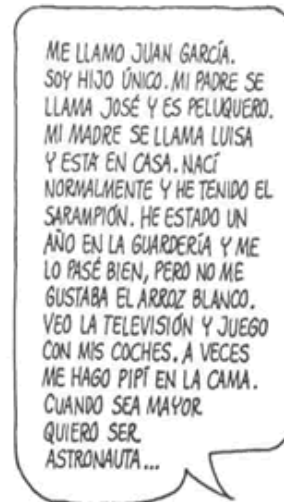 ME LLAMO JUAN GARCÍA.
SOY HIJO ÚNICO. MI PADRE SE
LLAMA JOSÉ Y ES PELUQUERO.
MI MADRE SE LLAMA LUISA
Y ESTÁ EN CASA. NACÍ
NORMALMENTE Y HE TENIDO EL
SARAMPIÓN. HE ESTADO UN
AÑO EN LA GUARDERÍA Y ME
LO PASÉ BIEN, PERO NO ME
GUSTABA EL ARROZ BLANCO.
VEO LA TELEVISIÓN Y JUEGO
CON MIS COCHES. A VECES
ME HAGO PIPÍ EN LA CAMA.
CUANDO SEA MAYOR
QUIERO SER
ASTRONAUTA...